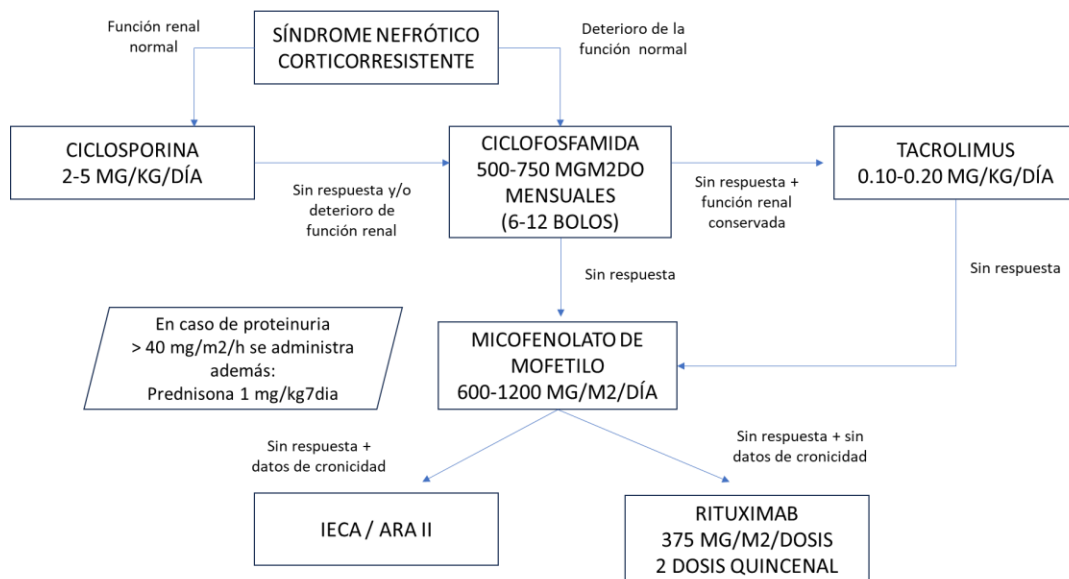 Función renal
normal
SÍNDROME NEFRÓTICO
CORTICORRESISTENTE
Deterioro de la
función normal
CICLOSPORINA
2-5 MG/KG/DÍA
Sin respuesta y/o
deterioro de
función renal
CICLOFOSFAMIDA
500-750 MGM2DO
MENSUALES
(6-12 BOLOS)
Sin respuesta +
función renal
conservada
TACROLIMUS
0.10-0.20 MG/KG/DÍA
Sin respuesta
Sin respuesta
En caso de proteinuria
> 40 mg/m2/h se administra
además:
Prednisona 1 mg/kg7dia
MICOFENOLATO DE
MOFETILO
600-1200 MG/M2/DÍA
Sin respuesta +
datos de cronicidad
Sin respuesta + sin
datos de cronicidad
IECA / ARA II
RITUXIMAB
375 MG/M2/DOSIS
2 DOSIS QUINCENAL